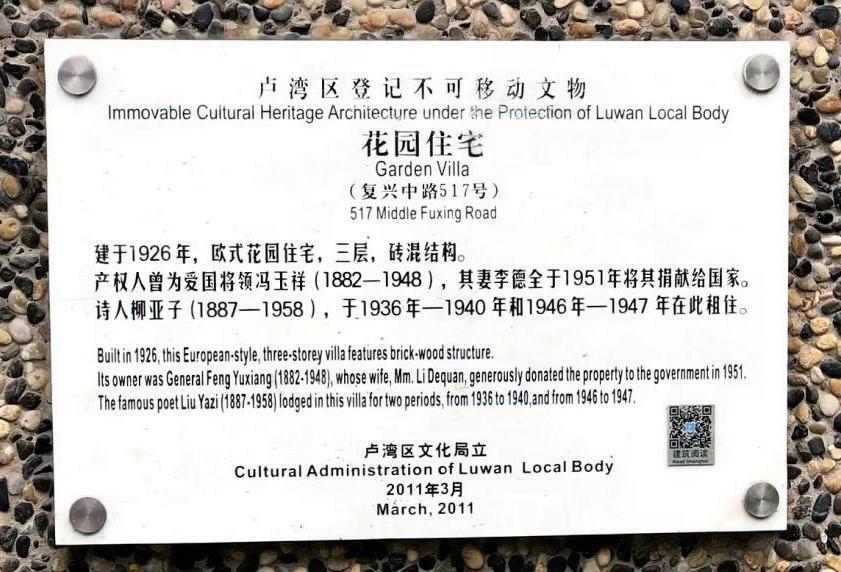 卢湾区登记不可移动文物
Immovable Cultural Heritage Architecture under the Protection of Luwan Local Body
花园住宅
Garden Villa
（复兴中路517号）
517 Middle Fuxing Road
建于1926年，欧式花园住宅，三层，砖混结构。
产权人曾为爱国将领冯玉祥（1882—1948），其妻李德全于1951年将其捐献给国家。
诗人柳亚子（1887—1958），于1936年—1940年和1946年—1947年在此租住。
Built in 1926, this European-style, three-storey villa features brick-wood structure.
Its owner was General Feng Yuxiang (1882-1948), whose wife, Mm. Li Dequan, generously donated the property to the government in 1951.
The famous poet Liu Yazi (1887-1958) lodged in this villa for two periods, from 1936 to 1940,and from 1946 to 1947.
建筑阅读
Read Shanghai
卢湾区文化局立
Cultural Administration of Luwan Local Body
2011年3月
March, 2011